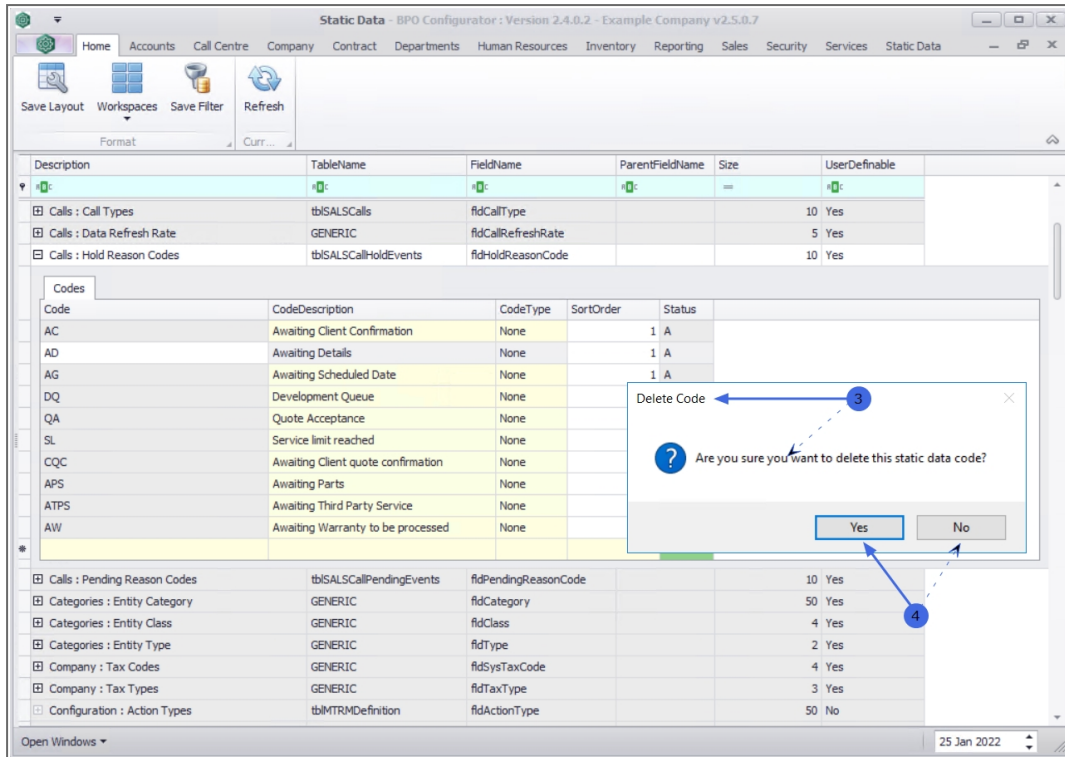 Static Data - BPO Configurator : Version 2.4.0.2 - Example Company v2.5.0.7
Home Accounts Call Centre Company Contract Departments Human Resources Inventory Reporting Sales Security Services Static Data
Save Layout Workspaces Save Filter Refresh
Format Curr...
Description TableName FieldName ParentFieldName Size UserDefinable
Calls : Call Types tblSALSCalls fldCallType 10 Yes
Calls : Data Refresh Rate GENERIC fldCallRefreshRate 5 Yes
Calls : Hold Reason Codes tblSALSCallHoldEvents fldHoldReasonCode 10 Yes
Codes
Code CodeDescription CodeType SortOrder Status
AC Awaiting Client Confirmation None 1 A
AD Awaiting Details None 1 A
AG Awaiting Scheduled Date None 1 A
DQ Development Queue None
QA Quote Acceptance None
SL Service limit reached None
CQC Awaiting Client quote confirmation None
APS Awaiting Parts None
ATPS Awaiting Third Party Service None
AW Awaiting Warranty to be processed None
Delete Code 3
Are you sure you want to delete this static data code?
Yes No
4
Calls : Pending Reason Codes tblSALSCallPendingEvents fldPendingReasonCode 10 Yes
Categories : Entity Category GENERIC fldCategory 50 Yes
Categories : Entity Class GENERIC fldClass 4 Yes
Categories : Entity Type GENERIC fldType 2 Yes
Company : Tax Codes GENERIC fldSysTaxCode 4 Yes
Company : Tax Types GENERIC fldTaxType 3 Yes
Configuration : Action Types tblMTRMDefinition fldActionType 50 No
Open Windows 25 Jan 2022